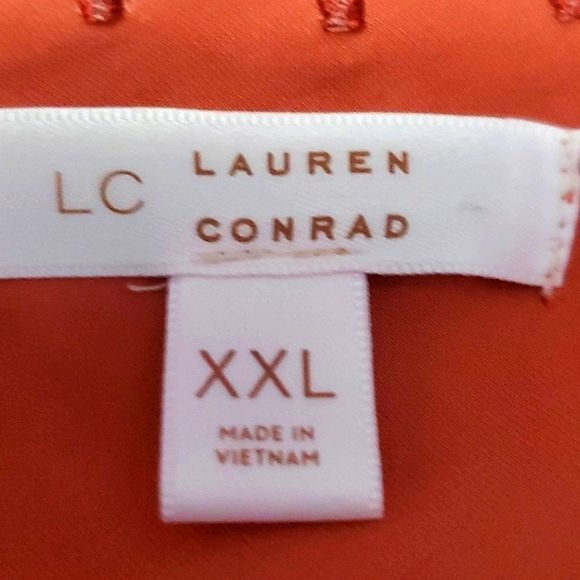 LC
LAUREN
CONRAD
XXL
MADE IN
VIETNAM